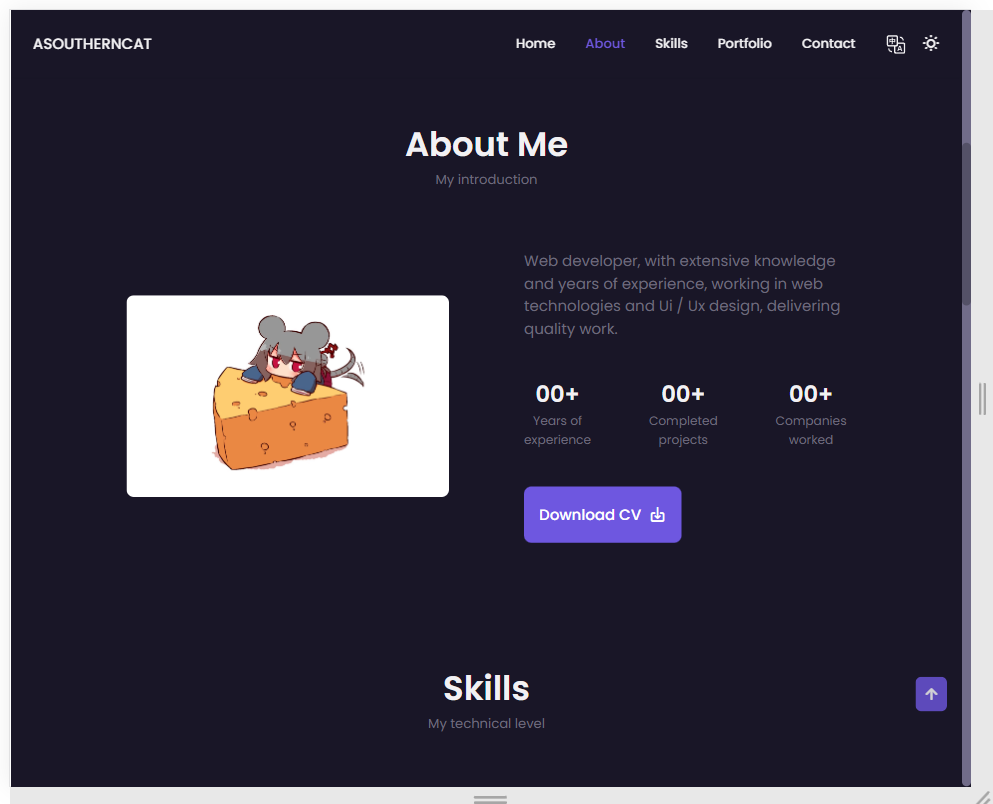 ASOUTHERNCAT
Home About Skills Portfolio Contact
中 A
About Me
My introduction
Web developer, with extensive knowledge
and years of experience, working in web
technologies and Ui / Ux design, delivering
quality work.
00+ 00+ 00+
Years of Completed Companies
experience projects worked
Download CV
Skills
My technical level